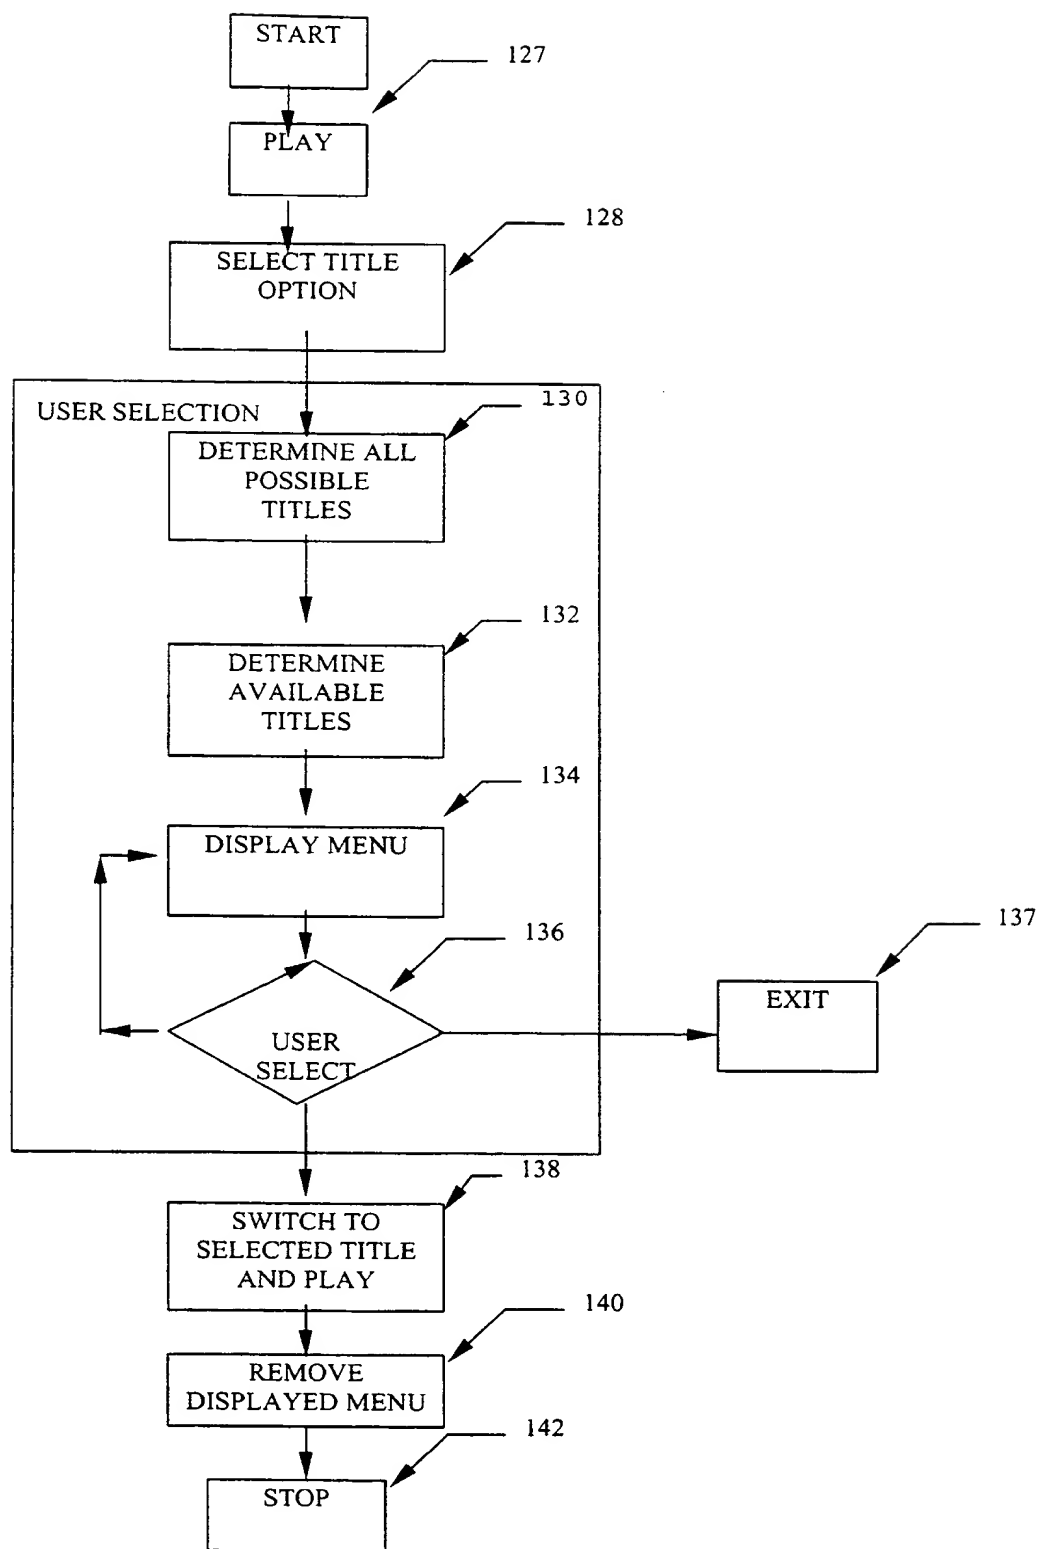 START
127
PLAY
128
SELECT TITLE
OPTION
USER SELECTION
130
DETERMINE ALL
POSSIBLE
TITLES
132
DETERMINE
AVAILABLE
TITLES
134
DISPLAY MENU
136
137
EXIT
USER
SELECT
138
SWITCH TO
SELECTED TITLE
AND PLAY
140
REMOVE
DISPLAYED MENU
142
STOP